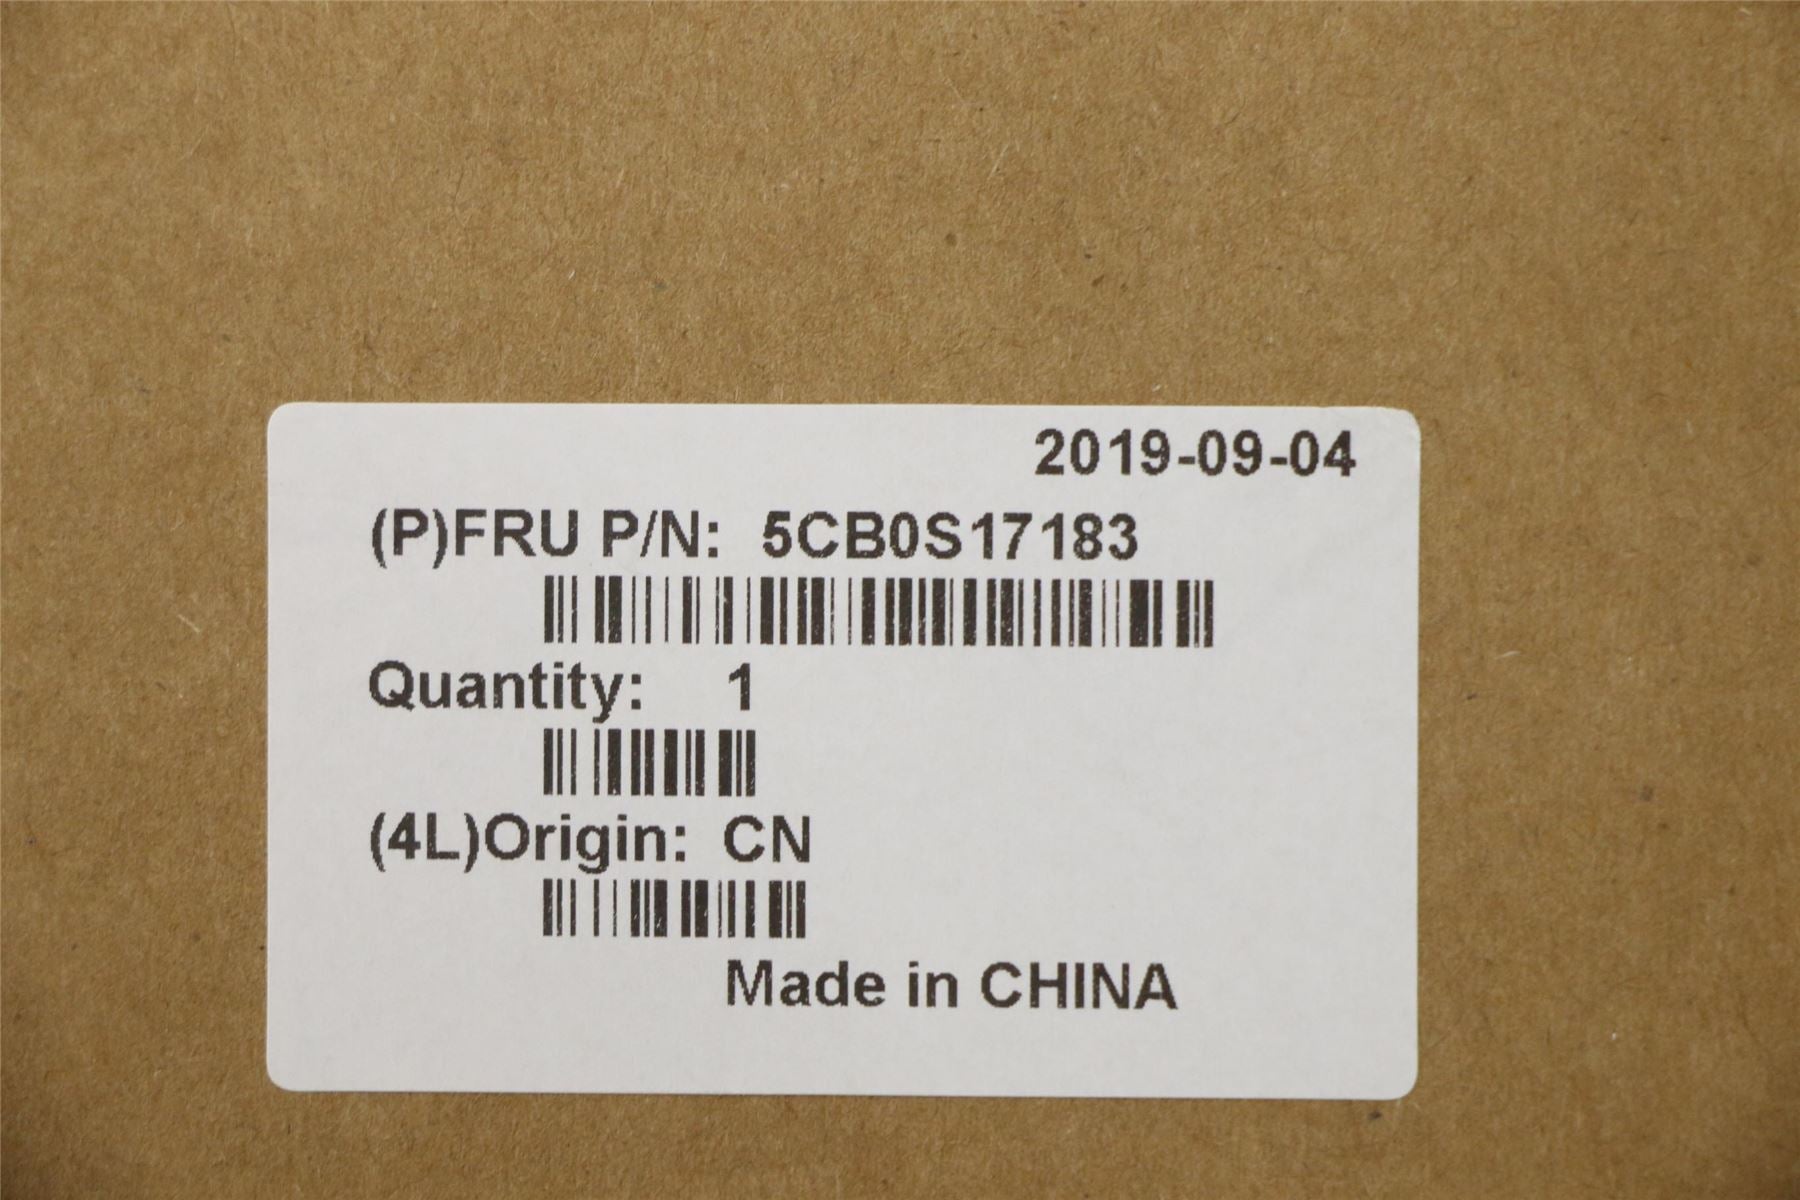 2019-09-04
(P)FRU P/N: 5CB0S17183
Quantity: 1
(4L)Origin: CN
Made in CHINA